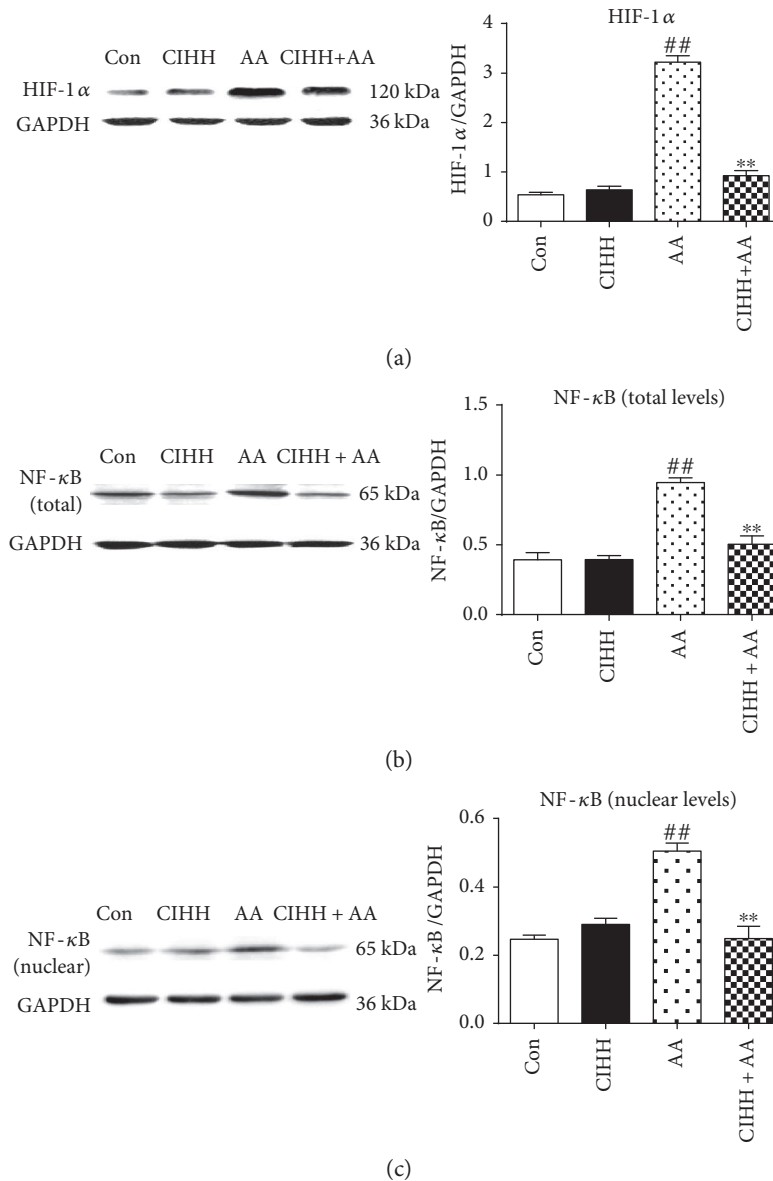 Con CIHH AA CIHH+AA
HIF-1α 120 kDa
GAPDH 36 kDa
HIF-1α
HIF-1α/GAPDH
4
3
2
1
0
##
**
Con
CIHH
AA
CIHH+AA
(a)
Con CIHH AA CIHH + AA
NF-κB
(total)
65 kDa
GAPDH 36 kDa
NF-κB (total levels)
NF-κB/GAPDH
1.5
1.0
0.5
0.0
##
**
Con
CIHH
AA
CIHH + AA
(b)
Con CIHH AA CIHH + AA
NF-κB
(nuclear)
65 kDa
GAPDH 36 kDa
NF-κB (nuclear levels)
NF-κB/GAPDH
0.6
0.4
0.2
0.0
##
**
Con
CIHH
AA
CIHH + AA
(c)